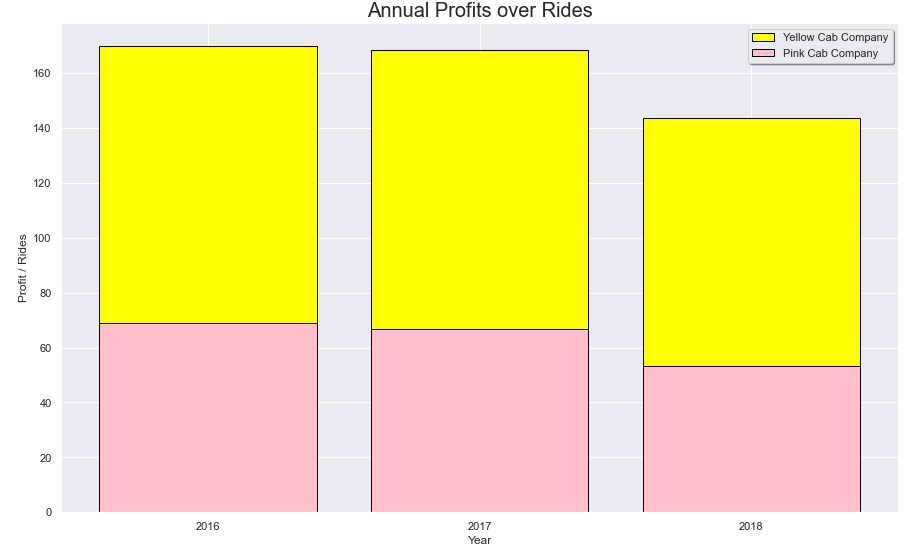 Annual Profits over Rides
Yellow Cab Company
Pink Cab Company
Profit / Rides
160
140
120
100
80
60
40
20
0
2016
2017
2018
Year